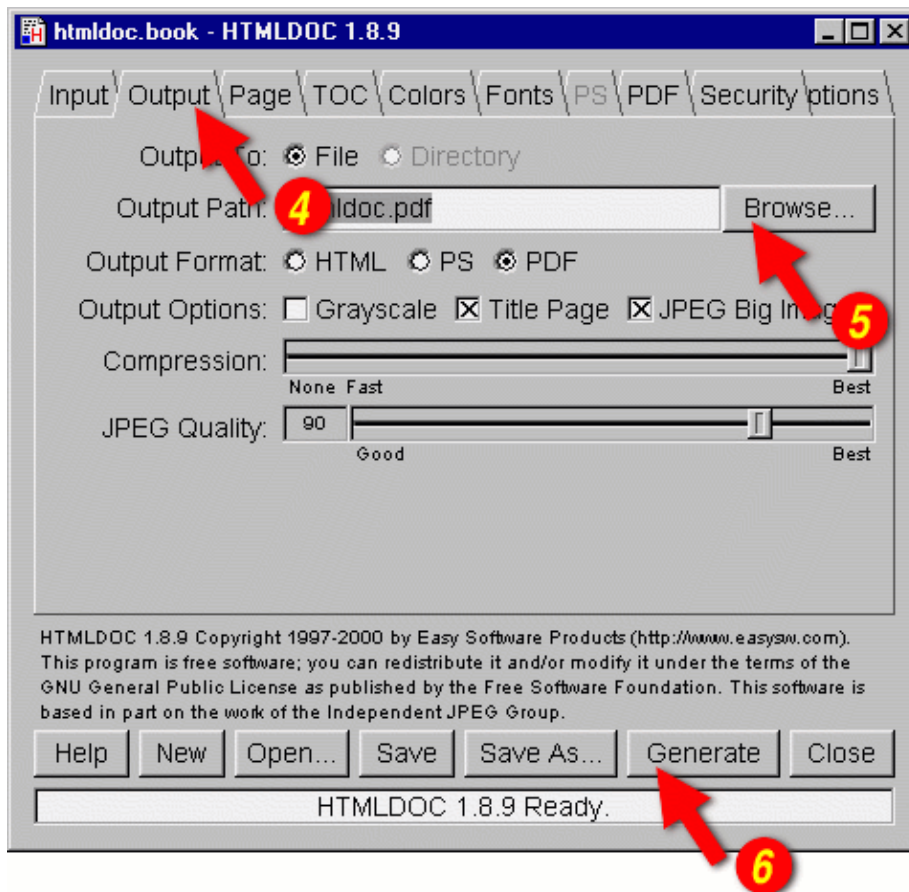 htmldoc.book - HTMLDOC 1.8.9
Input Output Page TOC Colors Fonts PS PDF Security ptions
Output To: File Directory
4
Output Path: ldoc.pdf Browse...
Output Format: HTML PS PDF
Output Options: Grayscale Title Page JPEG Big
5
Compression:
None Fast Best
JPEG Quality: 90
Good Best
HTMLDOC 1.8.9 Copyright 1997-2000 by Easy Software Products (http://www.easysw.com).
This program is free software; you can redistribute it and/or modify it under the terms of the
GNU General Public License as published by the Free Software Foundation. This software is
based in part on the work of the Independent JPEG Group.
Help New Open... Save Save As... Generate Close
HTMLDOC 1.8.9 Ready.
6